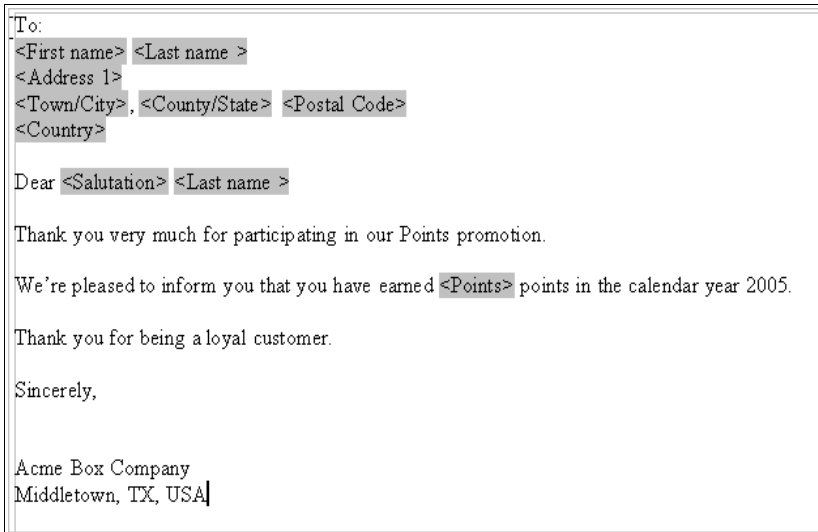 To:
<First name> <Last name >
<Address 1>
<Town/City>, <County/State> <Postal Code>
<Country>
Dear <Salutation> <Last name >
Thank you very much for participating in our Points promotion.
We’re pleased to inform you that you have earned <Points> points in the calendar year 2005.
Thank you for being a loyal customer.
Sincerely,
Acme Box Company
Middletown, TX, USA